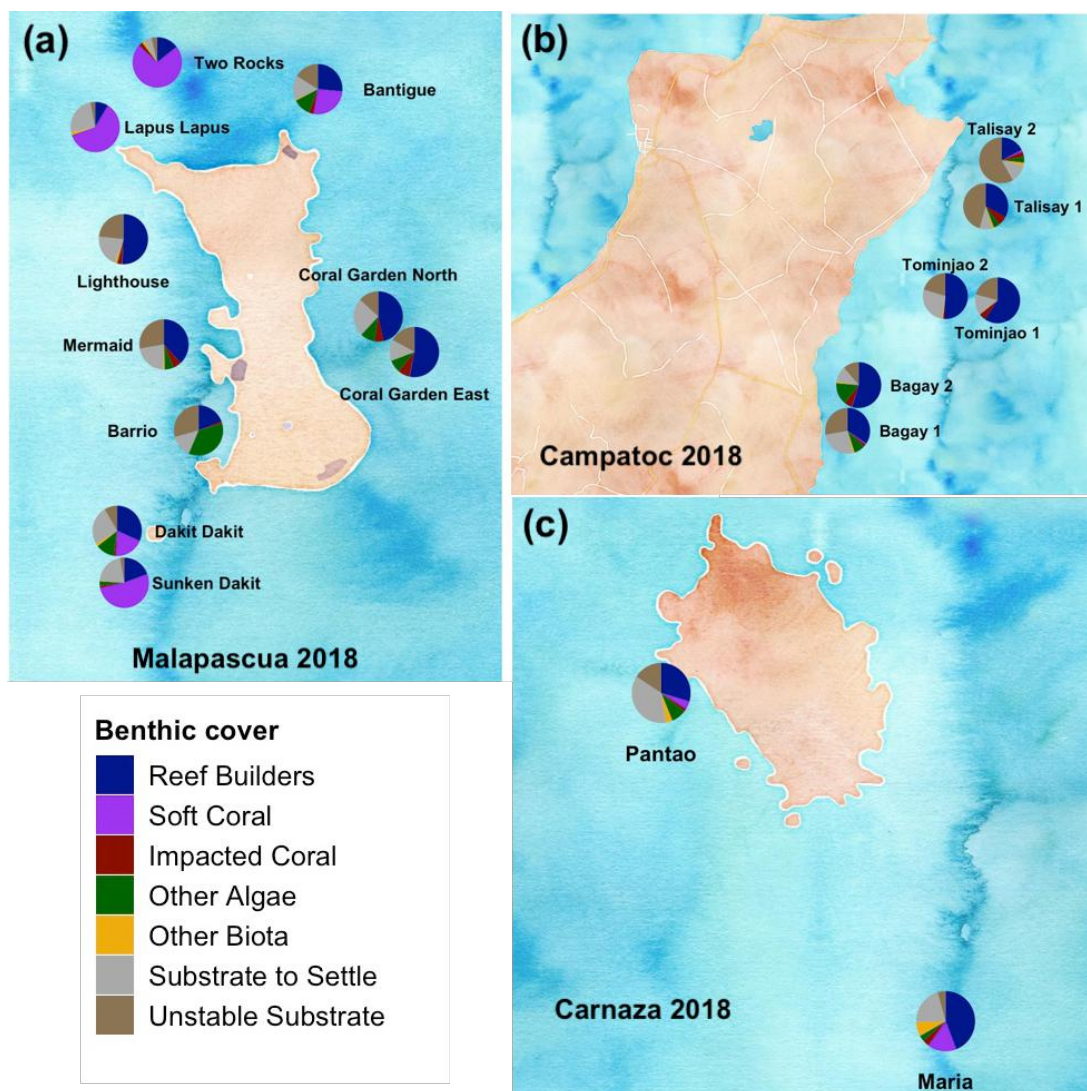 (a)
Two Rocks
Bantigue
Lapus Lapus
Lighthouse
Coral Garden North
Mermaid
Coral Garden East
Barrio
Dakit Dakit
Sunken Dakit
Malapascua 2018
(b)
Talisay 2
Talisay 1
Tominjao 2
Tominjao 1
Bagay 2
Bagay 1
Campatoc 2018
(c)
Pantao
Carnaza 2018
Maria
Benthic cover
Reef Builders
Soft Coral
Impacted Coral
Other Algae
Other Biota
Substrate to Settle
Unstable Substrate